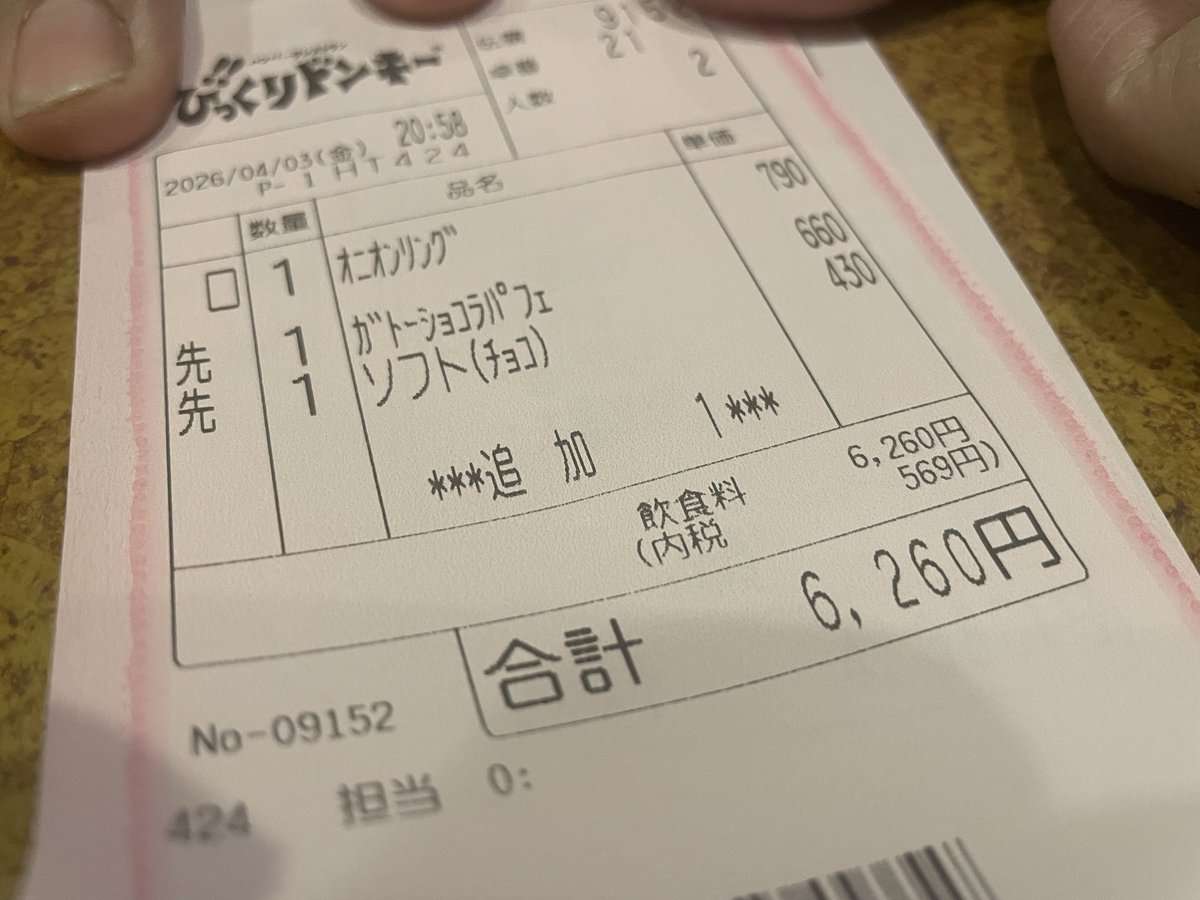 びっくりドンキー
伝票 915
卓番 21
人数 2
2026/04/03(金) 20:58
P-1 HT424
数量 品名 単価
□ 1 オニオンリング 790
先 1 ガトーショコラパフェ 660
先 1 ソフト(チョコ) 430
***追 加 1***
飲食料 6,260円
(内税 569円)
合計 6,260円
No-09152
424 担当 0: